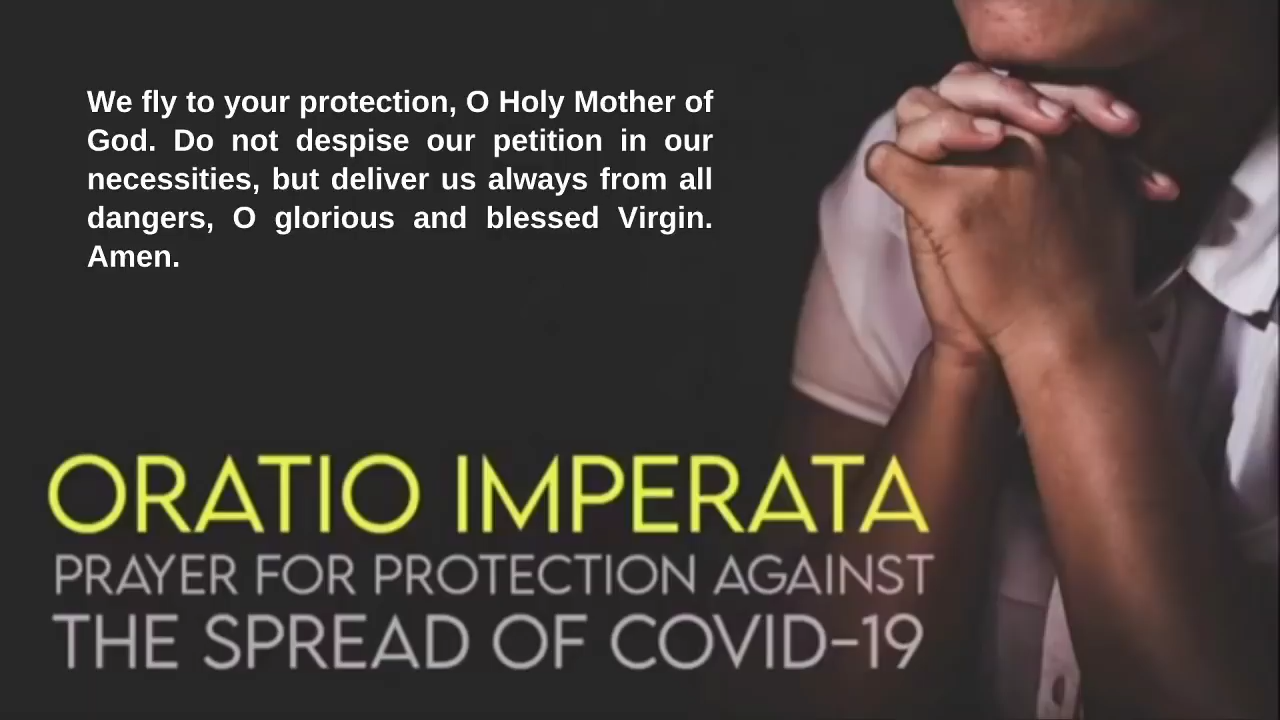 We fly to your protection, O Holy Mother of
God. Do not despise our petition in our
necessities, but deliver us always from all
dangers, O glorious and blessed Virgin.
Amen.
ORATIO IMPERATA
PRAYER FOR PROTECTION AGAINST
THE SPREAD OF COVID-19